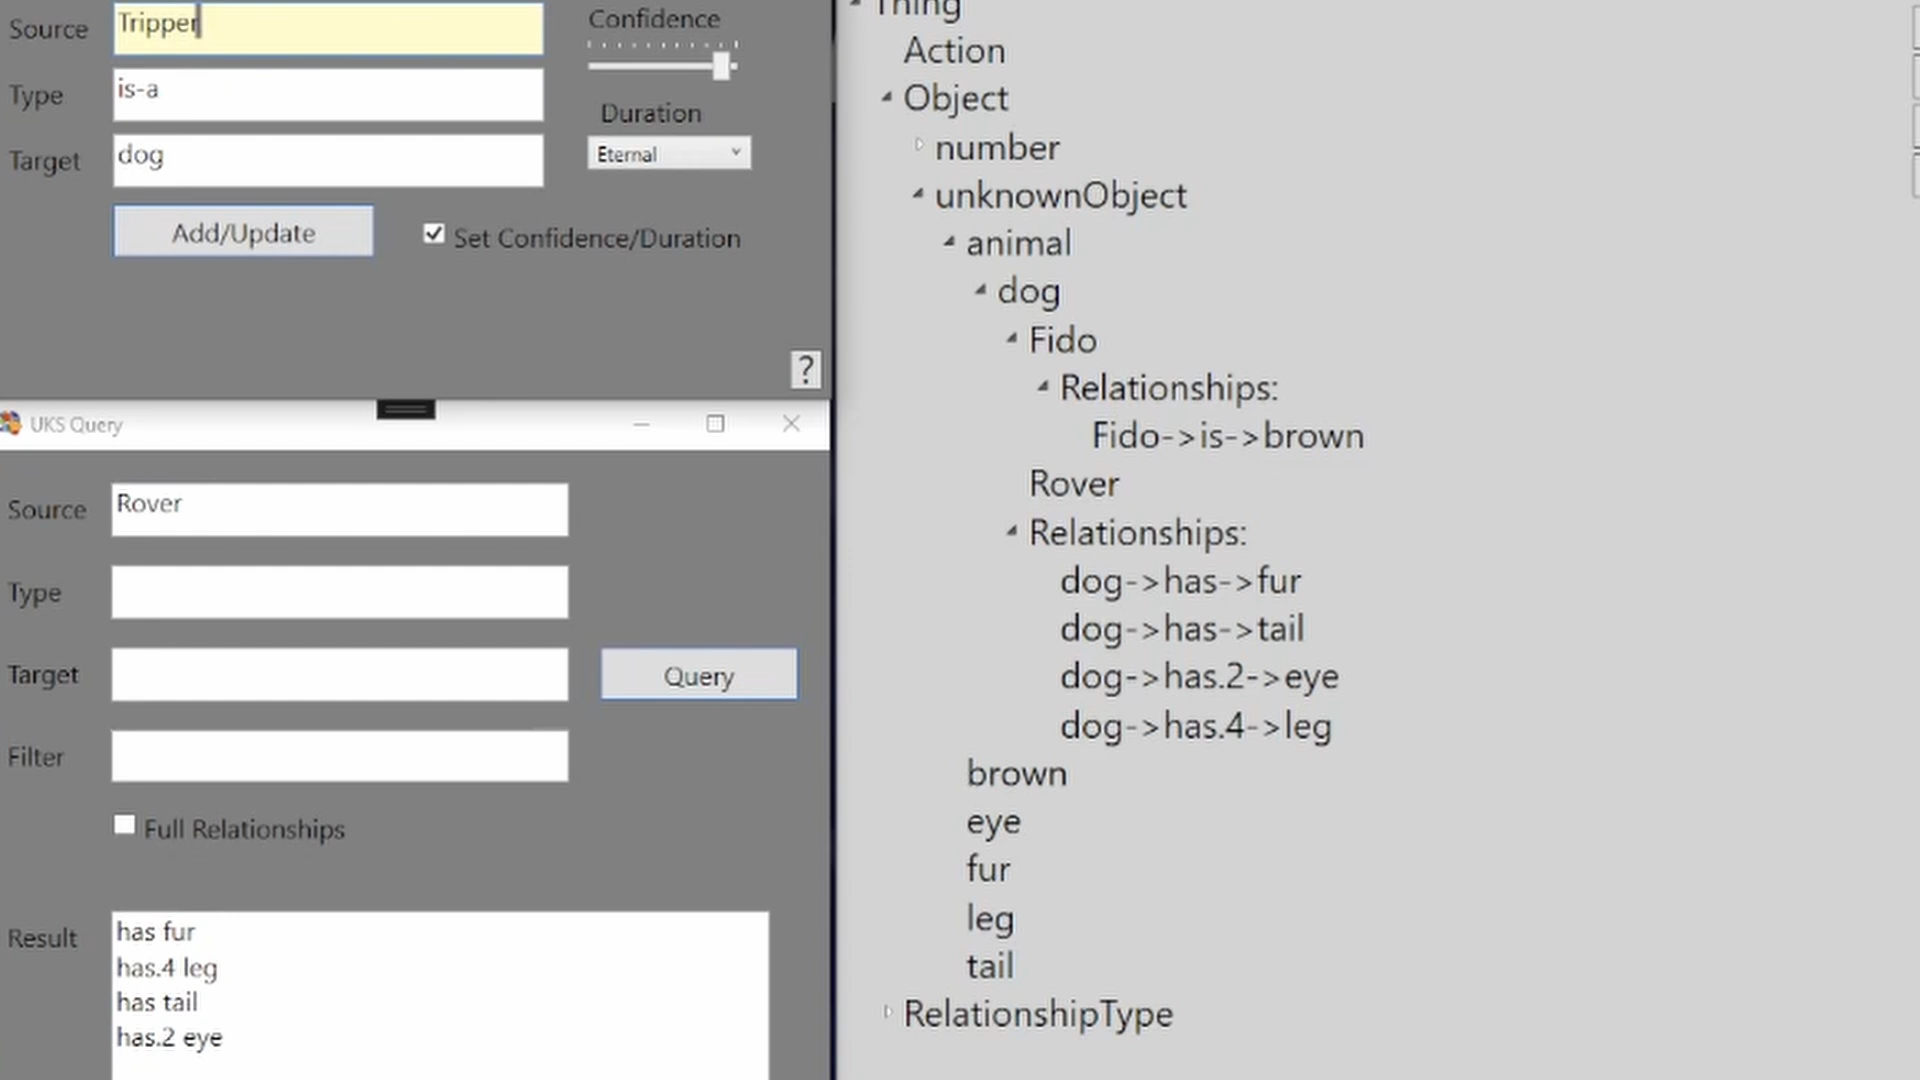 Source Tripper
Confidence
Type is-a
Duration
Target dog
Eternal
Add/Update
Set Confidence/Duration
?
UKS Query
Source Rover
Type
Target
Query
Filter
Full Relationships
Result
has fur
has.4 leg
has tail
has.2 eye
Thing
Action
Object
number
unknownObject
animal
dog
Fido
Relationships:
Fido->is->brown
Rover
Relationships:
dog->has->fur
dog->has->tail
dog->has.2->eye
dog->has.4->leg
brown
eye
fur
leg
tail
RelationshipType